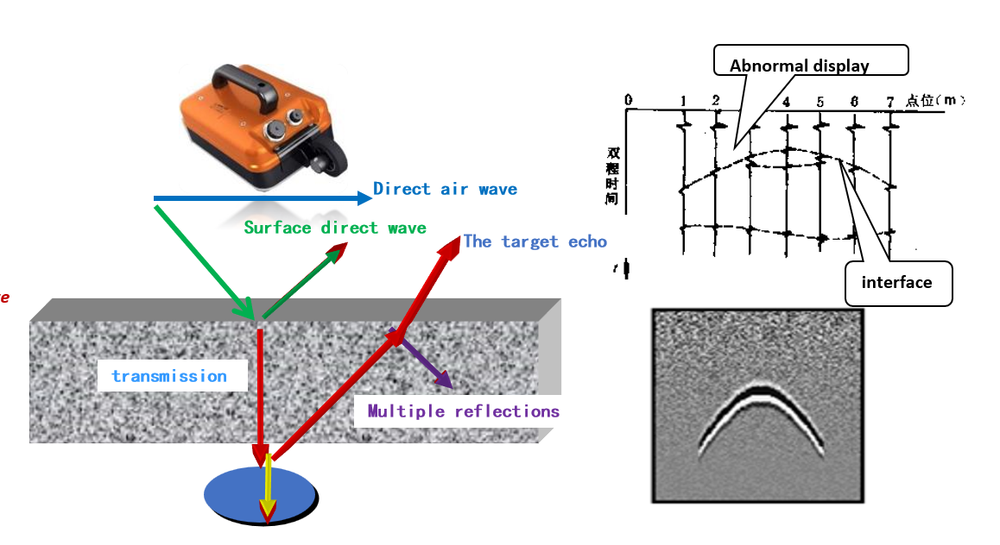 Abnormal display
0 1 2 4 5 6 7 点位(m)
双程时间
t
Direct air wave
Surface direct wave
The target echo
interface
transmission
Multiple reflections